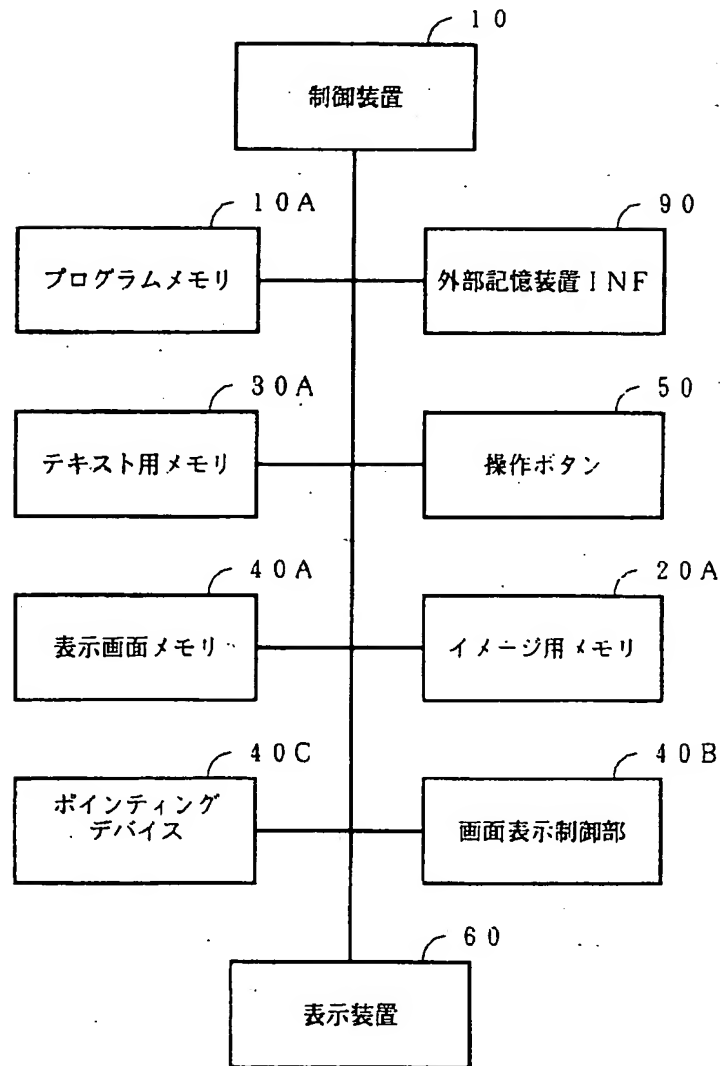 10
制御装置
10A
プログラムメモリ
90
外部記憶装置INF
30A
テキスト用メモリ
50
操作ボタン
40A
表示画面メモリ
20A
イメージ用メモリ
40C
ポインティング
デバイス
40B
画面表示制御部
60
表示装置